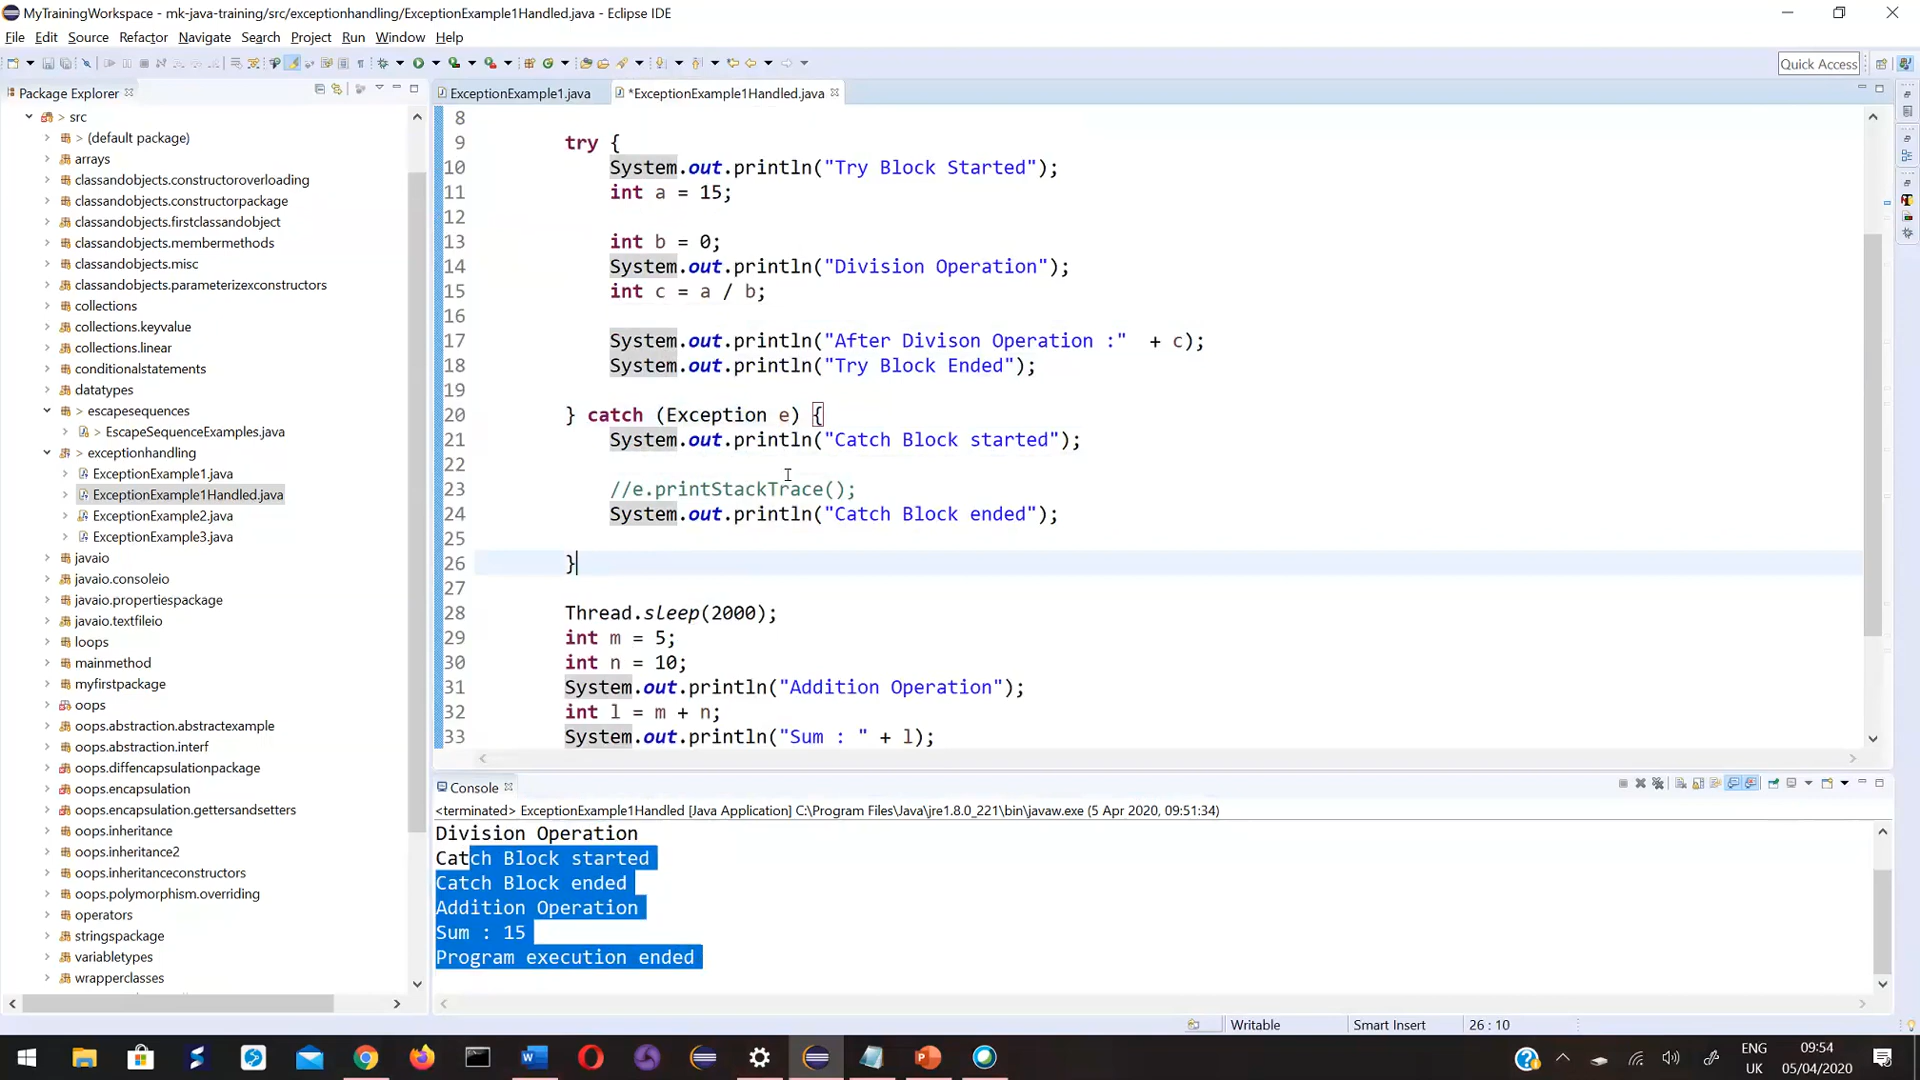 MyTrainingWorkspace - mk-java-training/src/exceptionhandling/ExceptionExample1Handled.java - Eclipse IDE
File Edit Source Refactor Navigate Search Project Run Window Help
Quick Access
Package Explorer
ExceptionExample1.java
*ExceptionExample1Handled.java
> src
> (default package)
arrays
classandobjects.constructoroverloading
classandobjects.constructorpackage
classandobjects.firstclassandobject
classandobjects.membermethods
classandobjects.misc
classandobjects.parameterizexconstructors
collections
collections.keyvalue
collections.linear
conditionalstatements
datatypes
> escapesequences
> EscapeSequenceExamples.java
> exceptionhandling
ExceptionExample1.java
ExceptionExample1Handled.java
ExceptionExample2.java
ExceptionExample3.java
javaio
javaio.consoleio
javaio.propertiespackage
javaio.textfileio
loops
mainmethod
myfirstpackage
oops
oops.abstraction.abstractexample
oops.abstraction.interf
oops.diffencapsulationpackage
oops.encapsulation
oops.encapsulation.gettersandsetters
oops.inheritance
oops.inheritance2
oops.inheritanceconstructors
oops.polymorphism.overriding
operators
stringspackage
variabletypes
wrapperclasses
8
9 try {
10 System.out.println("Try Block Started");
11 int a = 15;
12
13 int b = 0;
14 System.out.println("Division Operation");
15 int c = a / b;
16
17 System.out.println("After Divison Operation :" + c);
18 System.out.println("Try Block Ended");
19
20 } catch (Exception e) {
21 System.out.println("Catch Block started");
22
23 //e.printStackTrace();
24 System.out.println("Catch Block ended");
25
26 }
27
28 Thread.sleep(2000);
29 int m = 5;
30 int n = 10;
31 System.out.println("Addition Operation");
32 int l = m + n;
33 System.out.println("Sum : " + l);
Console
<terminated> ExceptionExample1Handled [Java Application] C:\Program Files\Java\jre1.8.0_221\bin\javaw.exe (5 Apr 2020, 09:51:34)
Division Operation
Catch Block started
Catch Block ended
Addition Operation
Sum : 15
Program execution ended
Writable Smart Insert 26 : 10
ENG
UK
09:54
05/04/2020